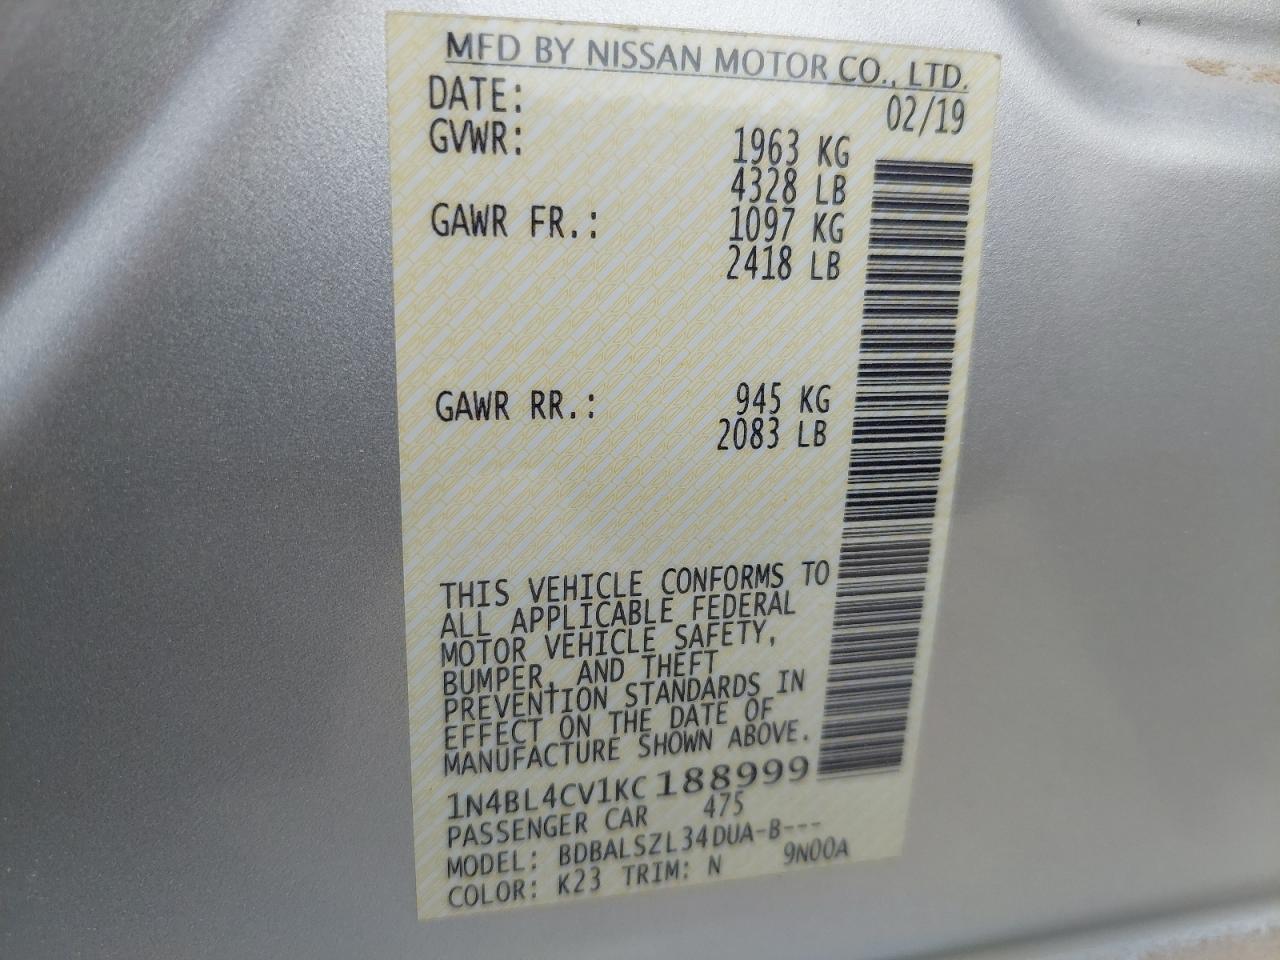 MFD BY NISSAN MOTOR CO., LTD.
DATE: 02/19
GVWR: 1963 KG
4328 LB
GAWR FR.: 1097 KG
2418 LB
GAWR RR.: 945 KG
2083 LB
THIS VEHICLE CONFORMS TO
ALL APPLICABLE FEDERAL
MOTOR VEHICLE SAFETY,
BUMPER, AND THEFT
PREVENTION STANDARDS IN
EFFECT ON THE DATE OF
MANUFACTURE SHOWN ABOVE.
1N4BL4CV1KC188999
PASSENGER CAR 475
MODEL: BDBALSZL34DUA-B---
COLOR: K23 TRIM: N 9N00A